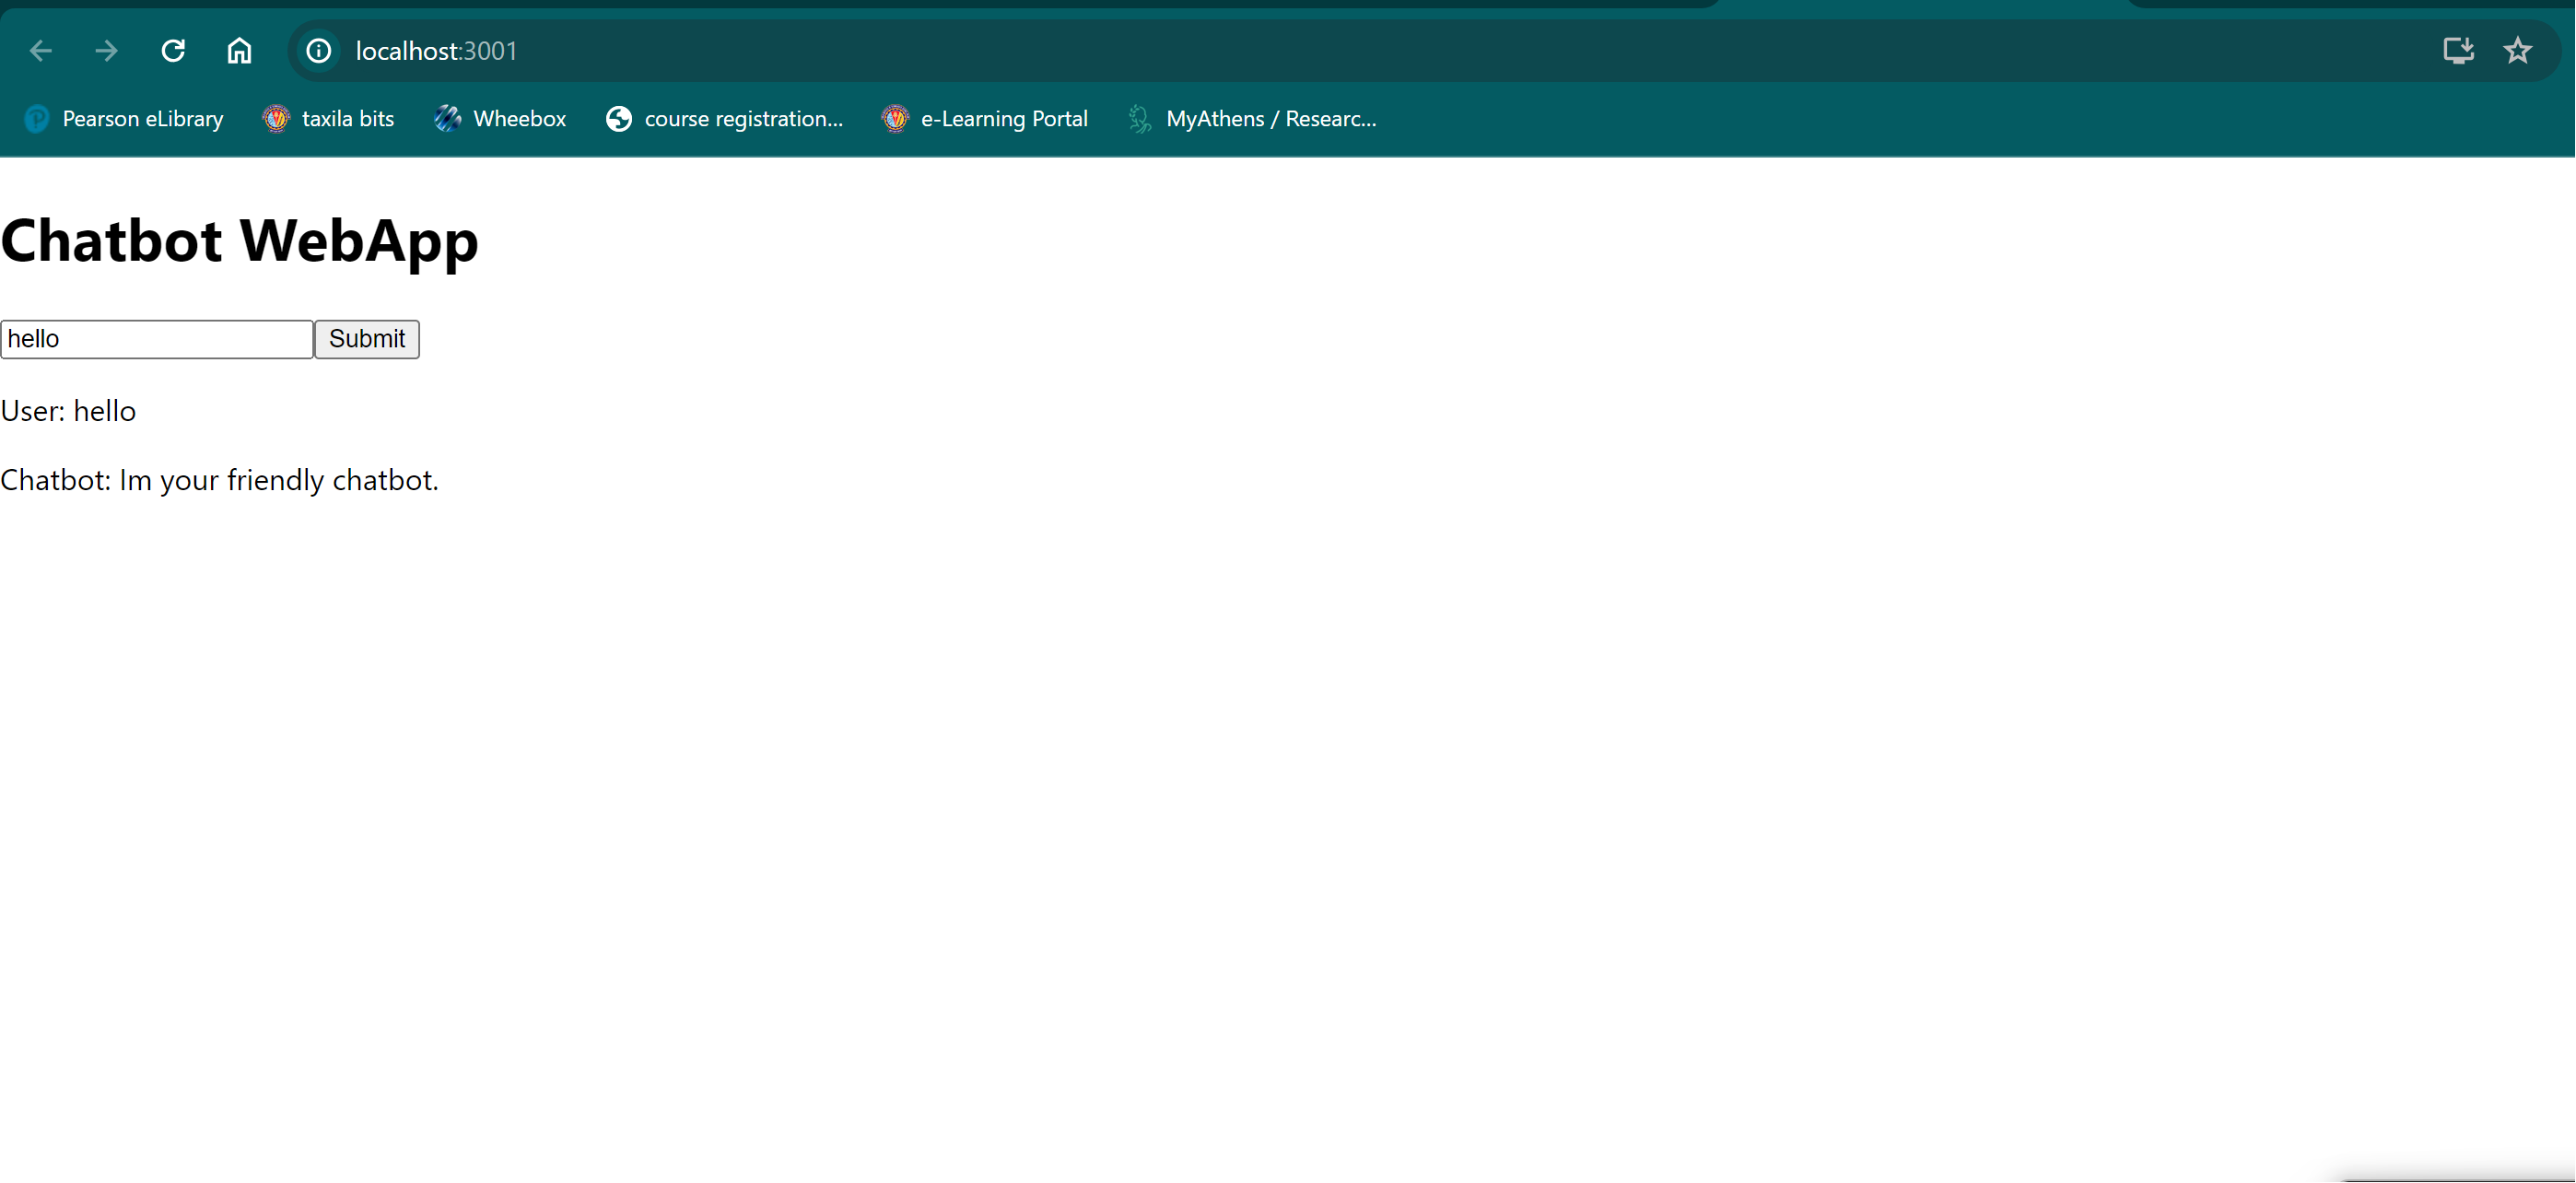 localhost:3001
Pearson eLibrary taxila bits Wheebox course registration... e-Learning Portal MyAthens / Researc...
Chatbot WebApp
hello Submit
User: hello
Chatbot: Im your friendly chatbot.